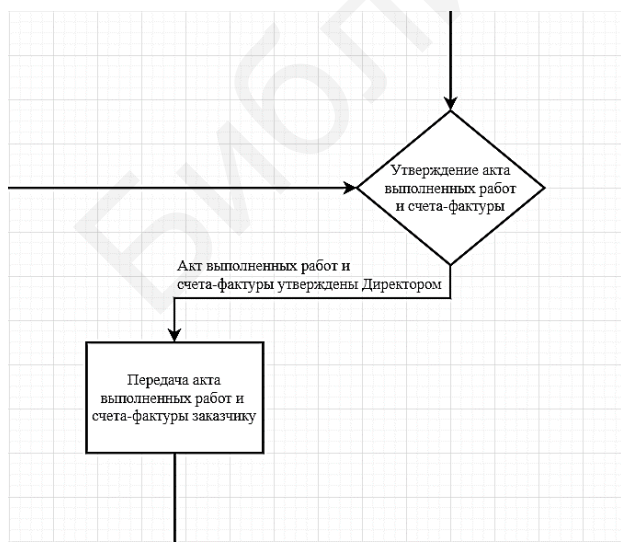 Библи
Утверждение акта
выполненных работ
и счета-фактуры
Акт выполненных работ и
счета-фактуры утверждены Директором
Передача акта
выполненных работ и
счета-фактуры заказчику